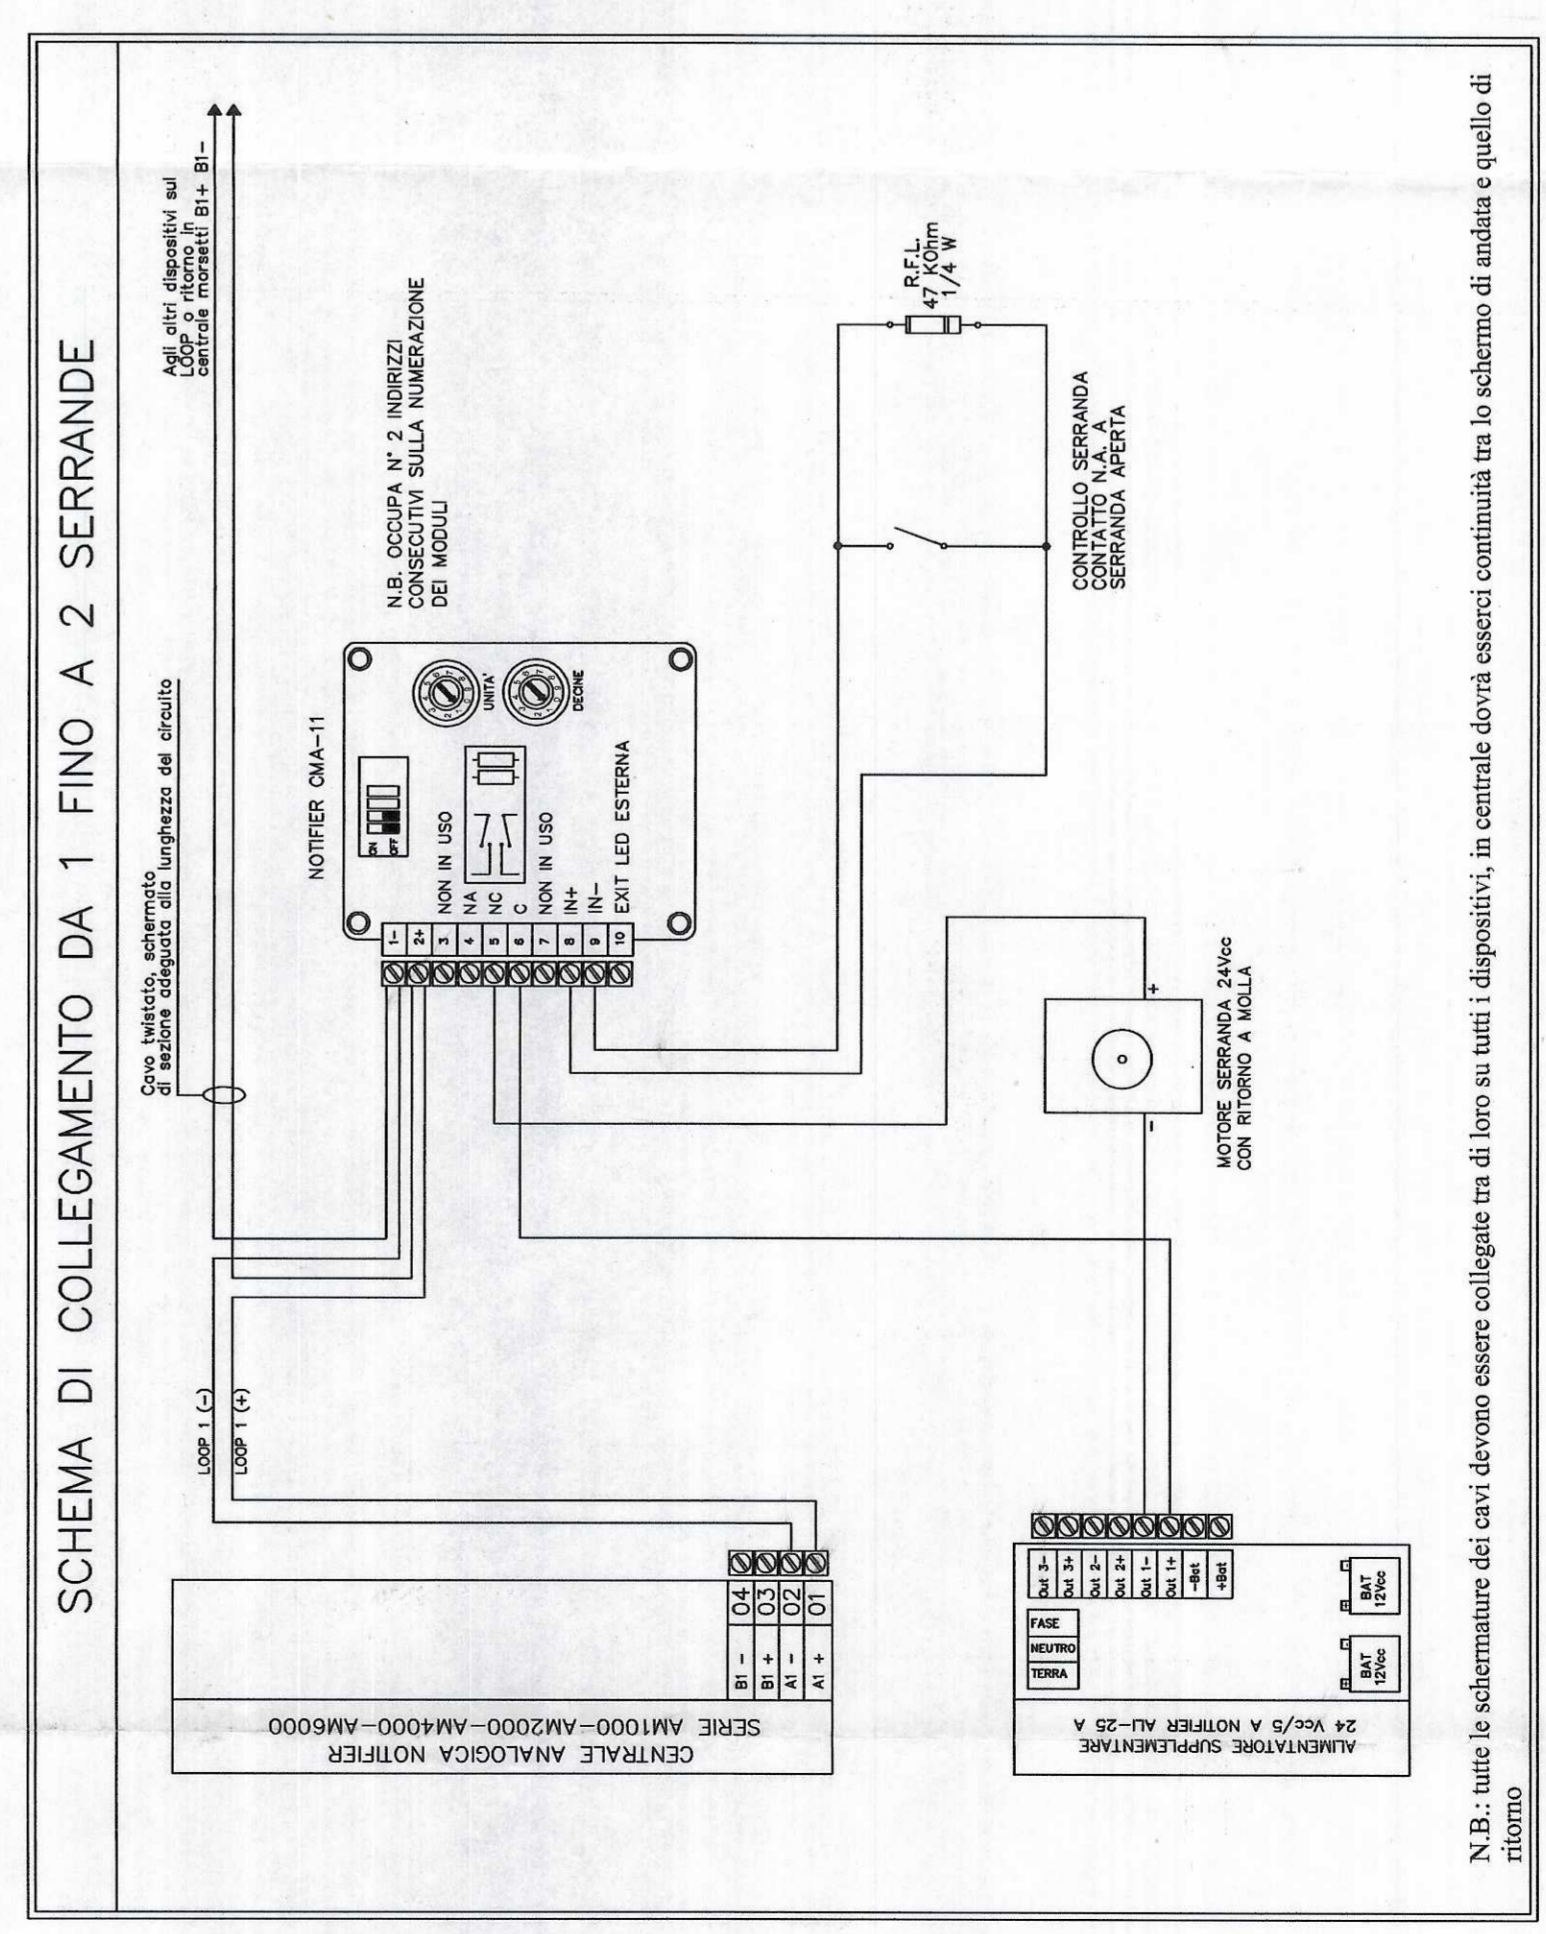 SCHEMA DI COLLEGAMENTO DA 1 FINO A 2 SERRANDE
Cavo twistato, schermato
di sezione adeguata alla lunghezza del circuito
Agli altri dispositivi sul
LOOP o ritorno in
centrale morsetti B1+ B1-
LOOP 1 (-)
LOOP 1 (+)
NOTIFIER CMA-11
N.B. OCCUPA N° 2 INDIRIZZI
CONSECUTIVI SULLA NUMERAZIONE
DEI MODULI
ON
OFF
UNITA'
DECINE
1-
2+
3 NON IN USO
4 NA
5 NC
6 C
7 NON IN USO
8 IN+
9 IN-
10 EXIT LED ESTERNA
CENTRALE ANALOGICA NOTIFIER
SERIE AM1000-AM2000-AM4000-AM6000
B1 - 04
B1 + 03
A1 - 02
A1 + 01
R.F.L.
47 KOhm
1/4 W
CONTROLLO SERRANDA
CONTATTO N.A. A
SERRANDA APERTA
+
-
MOTORE SERRANDA 24Vcc
CON RITORNO A MOLLA
ALIMENTATORE SUPPLEMENTARE
24 Vcc/5 A NOTIFIER ALI-25 A
FASE
NEUTRO
TERRA
Out 3-
Out 3+
Out 2-
Out 2+
Out 1-
Out 1+
-Bat
+Bat
BAT
12Vcc
BAT
12Vcc
N.B.: tutte le schermature dei cavi devono essere collegate tra di loro su tutti i dispositivi, in centrale dovrà esserci continuità tra lo schermo di andata e quello di
ritorno